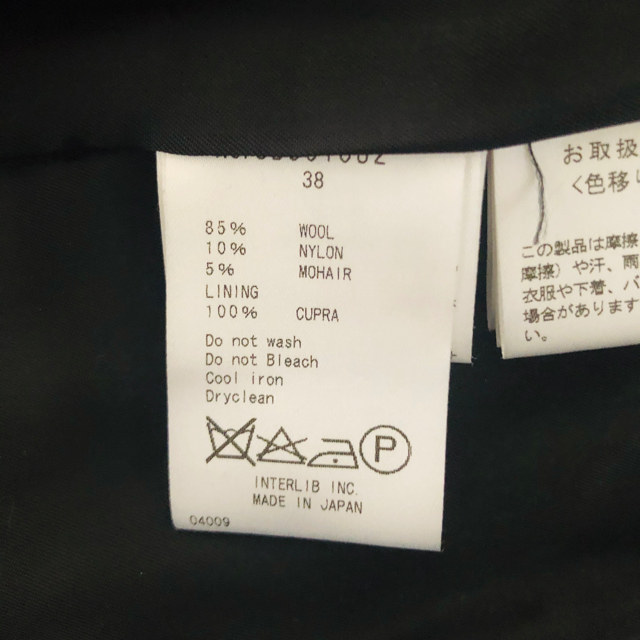 38
85% WOOL
10% NYLON
5% MOHAIR
LINING
100% CUPRA
Do not wash
Do not Bleach
Cool iron
Dryclean
P
INTERLIB INC.
MADE IN JAPAN
04009
お取扱
<色移
この製品は摩擦
摩擦）や汗、雨
衣服や下着、バ
場合があります
い。